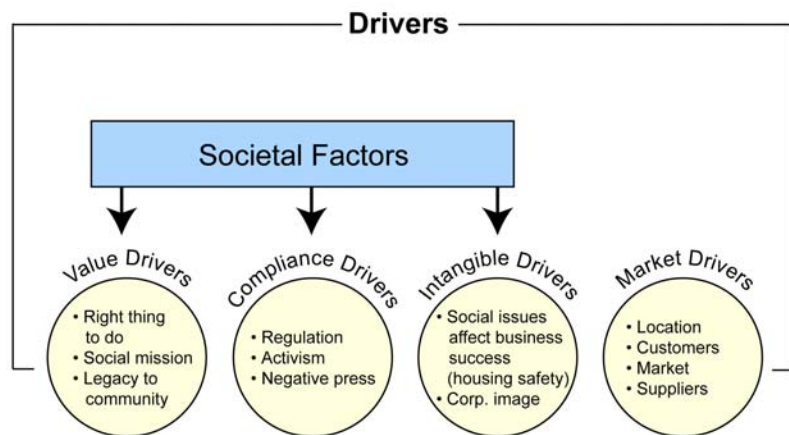 Drivers
Societal Factors
Value Drivers
• Right thing
to do
• Social mission
• Legacy to
community
Compliance Drivers
• Regulation
• Activism
• Negative press
Intangible Drivers
• Social issues
affect business
success
(housing safety)
• Corp. image
Market Drivers
• Location
• Customers
• Market
• Suppliers